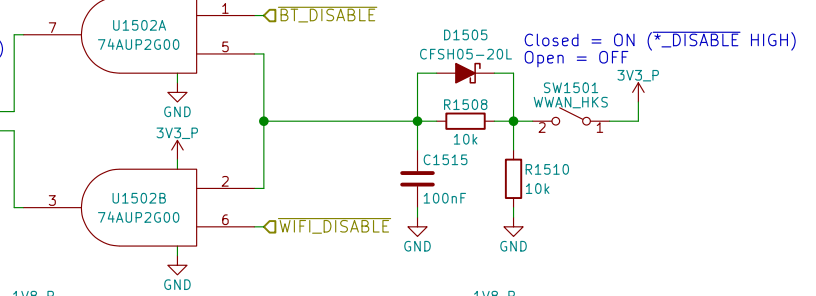 1
BT_DISABLE
7
U1502A
74AUP2G00
5
GND
3V3_P
D1505
CFSH05-20L
Closed = ON (*_DISABLE HIGH)
Open = OFF
3V3_P
SW1501
WWAN_HKS
R1508
10k
2
1
C1515
100nF
GND
R1510
10k
GND
2
U1502B
74AUP2G00
3
6
WIFI_DISABLE
GND
)